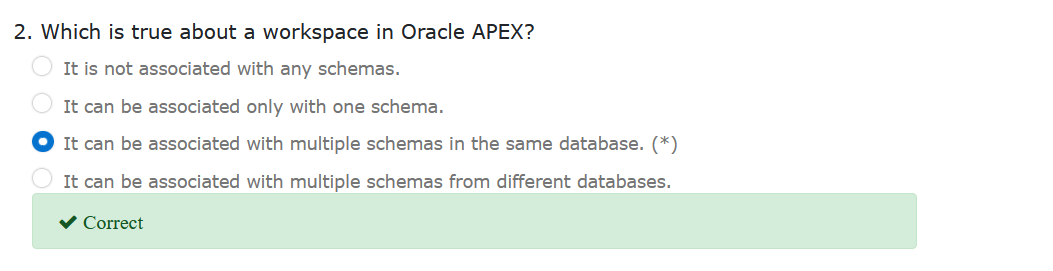 2. Which is true about a workspace in Oracle APEX?
It is not associated with any schemas.
It can be associated only with one schema.
It can be associated with multiple schemas in the same database. (*)
It can be associated with multiple schemas from different databases.
✔ Correct